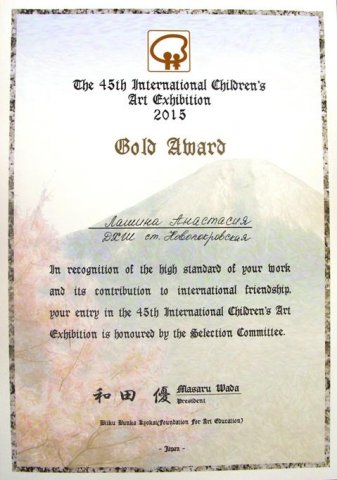 The 45th International Children's
Art Exhibition
2015
Gold Award
Лашина Анастасия
ДХШ ст. Новопокровская
In recognition of the high standard of your work
and its contribution to international friendship,
your entry in the 45th International Children's Art
Exhibition is honoured by the Selection Committee.
和田 優 Masaru Wada
President
Biiku Bunka Kyokai(Foundation For Art Education)
- Japan -